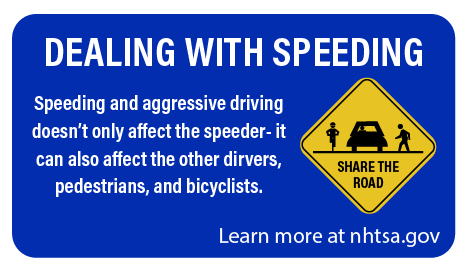 DEALING WITH SPEEDING
Speeding and aggressive driving
doesn't only affect the speeder- it
can also affect the other dirvers,
pedestrians, and bicyclists.
SHARE THE
ROAD
Learn more at nhtsa.gov